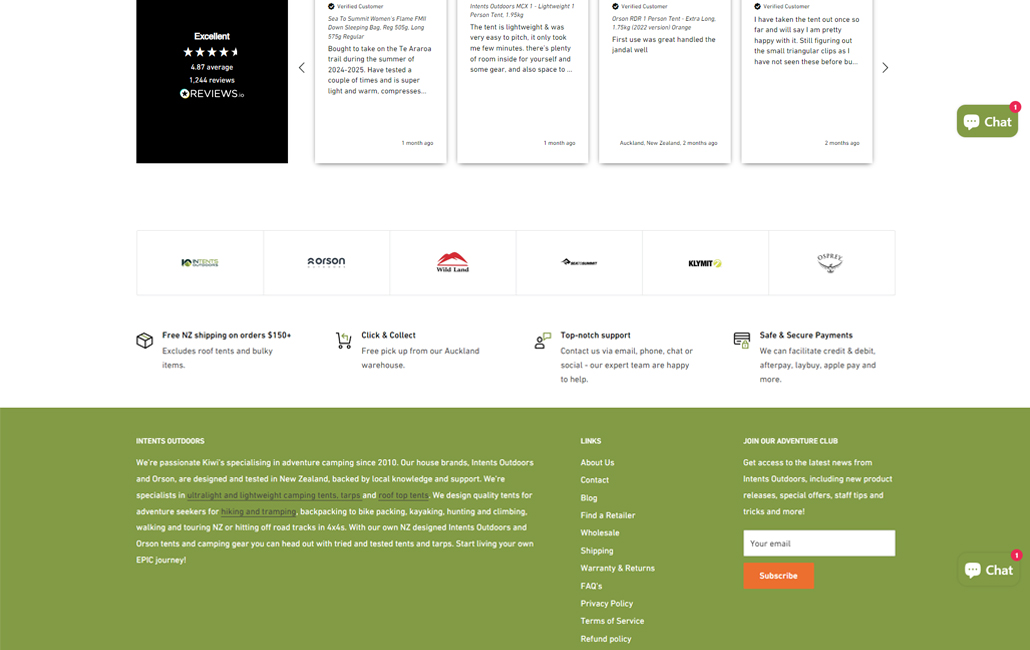 Excellent
4.87 average
1,244 reviews
REVIEWS.io
Verified Customer
Sea To Summit Women's Flame FMII
Down Sleeping Bag, Reg 505g, Long
575g Regular
Bought to take on the Te Araroa
trail during the summer of
2024-2025. Have tested a
couple of times and is super
light and warm, compresses...
1 month ago
Intents Outdoors MCX 1 - Lightweight 1
Person Tent, 1.95kg
The tent is lightweight & was
very easy to pitch, it only took
me few minutes. there's plenty
of room inside for yourself and
some gear, and also space to ...
1 month ago
Verified Customer
Orson RDR 1 Person Tent - Extra Long,
1.75kg (2022 version) Orange
First use was great handled the
jandal well
Auckland, New Zealand, 2 months ago
Verified Customer
I have taken the tent out once so
far and will say I am pretty
happy with it. Still figuring out
the small triangular clips as I
have not seen these before bu...
2 months ago
1
Chat
INTENTS
OUTDOORS
orson
OUTDOORS
Wild Land
SEA TO SUMMIT
KLYMIT
OSPREY
Free NZ shipping on orders $150+
Excludes roof tents and bulky
items.
Click & Collect
Free pick up from our Auckland
warehouse.
Top-notch support
Contact us via email, phone, chat or
social - our expert team are happy
to help.
Safe & Secure Payments
We can facilitate credit & debit,
afterpay, laybuy, apple pay and
more.
INTENTS OUTDOORS
We're passionate Kiwi's specialising in adventure camping since 2010. Our house brands, Intents Outdoors
and Orson, are designed and tested in New Zealand, backed by local knowledge and support. We're
specialists in ultralight and lightweight camping tents, tarps and roof top tents. We design quality tents for
adventure seekers for hiking and tramping, backpacking to bike packing, kayaking, hunting and climbing,
walking and touring NZ or hitting off road tracks in 4x4s. With our own NZ designed Intents Outdoors and
Orson tents and camping gear you can head out with tried and tested tents and tarps. Start living your own
EPIC journey!
LINKS
About Us
Contact
Blog
Find a Retailer
Wholesale
Shipping
Warranty & Returns
FAQ's
Privacy Policy
Terms of Service
Refund policy
JOIN OUR ADVENTURE CLUB
Get access to the latest news from
Intents Outdoors, including new product
releases, special offers, staff tips and
tricks and more!
Your email
Subscribe
1
Chat